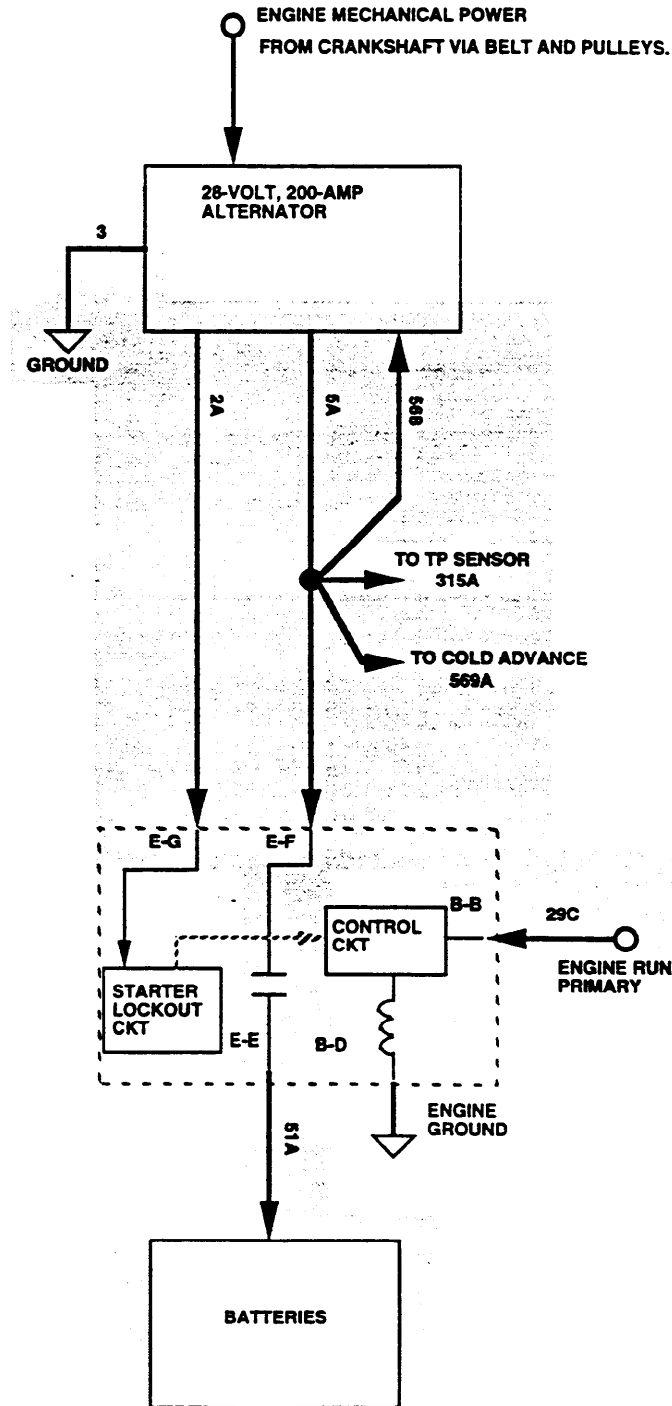 ENGINE MECHANICAL POWER
FROM CRANKSHAFT VIA BELT AND PULLEYS.
28-VOLT, 200-AMP
ALTERNATOR
3
GROUND
2A
5A
56B
TO TP SENSOR
315A
TO COLD ADVANCE
569A
E-G
E-F
B-B
29C
CONTROL
CKT
ENGINE RUN
PRIMARY
STARTER
LOCKOUT
CKT
E-E
B-D
ENGINE
GROUND
51A
BATTERIES